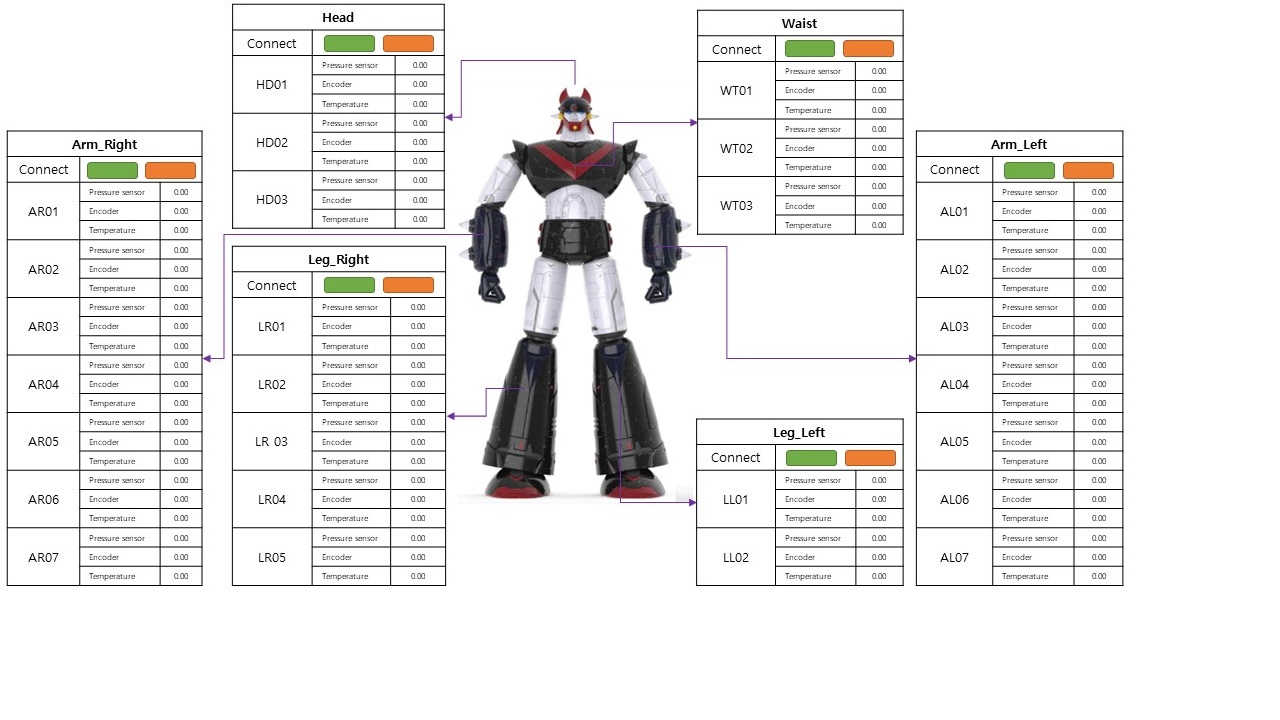 Head
Connect
HD01
Pressure sensor 0.00
Encoder 0.00
Temperature 0.00
HD02
Pressure sensor 0.00
Encoder 0.00
Temperature 0.00
HD03
Pressure sensor 0.00
Encoder 0.00
Temperature 0.00
Waist
Connect
WT01
Pressure sensor 0.00
Encoder 0.00
Temperature 0.00
WT02
Pressure sensor 0.00
Encoder 0.00
Temperature 0.00
WT03
Pressure sensor 0.00
Encoder 0.00
Temperature 0.00
Arm_Right
Connect
AR01
Pressure sensor 0.00
Encoder 0.00
Temperature 0.00
AR02
Pressure sensor 0.00
Encoder 0.00
Temperature 0.00
AR03
Pressure sensor 0.00
Encoder 0.00
Temperature 0.00
AR04
Pressure sensor 0.00
Encoder 0.00
Temperature 0.00
AR05
Pressure sensor 0.00
Encoder 0.00
Temperature 0.00
AR06
Pressure sensor 0.00
Encoder 0.00
Temperature 0.00
AR07
Pressure sensor 0.00
Encoder 0.00
Temperature 0.00
Leg_Right
Connect
LR01
Pressure sensor 0.00
Encoder 0.00
Temperature 0.00
LR02
Pressure sensor 0.00
Encoder 0.00
Temperature 0.00
LR 03
Pressure sensor 0.00
Encoder 0.00
Temperature 0.00
LR04
Pressure sensor 0.00
Encoder 0.00
Temperature 0.00
LR05
Pressure sensor 0.00
Encoder 0.00
Temperature 0.00
Leg_Left
Connect
LL01
Pressure sensor 0.00
Encoder 0.00
Temperature 0.00
LL02
Pressure sensor 0.00
Encoder 0.00
Temperature 0.00
Arm_Left
Connect
AL01
Pressure sensor 0.00
Encoder 0.00
Temperature 0.00
AL02
Pressure sensor 0.00
Encoder 0.00
Temperature 0.00
AL03
Pressure sensor 0.00
Encoder 0.00
Temperature 0.00
AL04
Pressure sensor 0.00
Encoder 0.00
Temperature 0.00
AL05
Pressure sensor 0.00
Encoder 0.00
Temperature 0.00
AL06
Pressure sensor 0.00
Encoder 0.00
Temperature 0.00
AL07
Pressure sensor 0.00
Encoder 0.00
Temperature 0.00